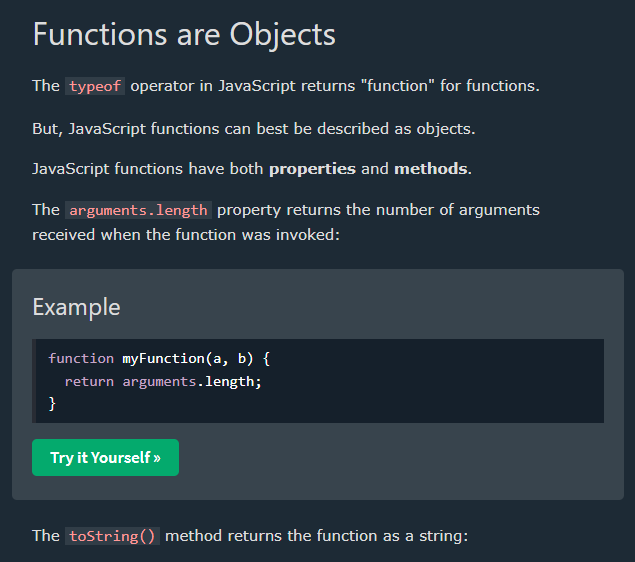 Functions are Objects
The typeof operator in JavaScript returns "function" for functions.
But, JavaScript functions can best be described as objects.
JavaScript functions have both properties and methods.
The arguments.length property returns the number of arguments
received when the function was invoked:
Example
function myFunction(a, b) {
  return arguments.length;
}
Try it Yourself »
The toString() method returns the function as a string: